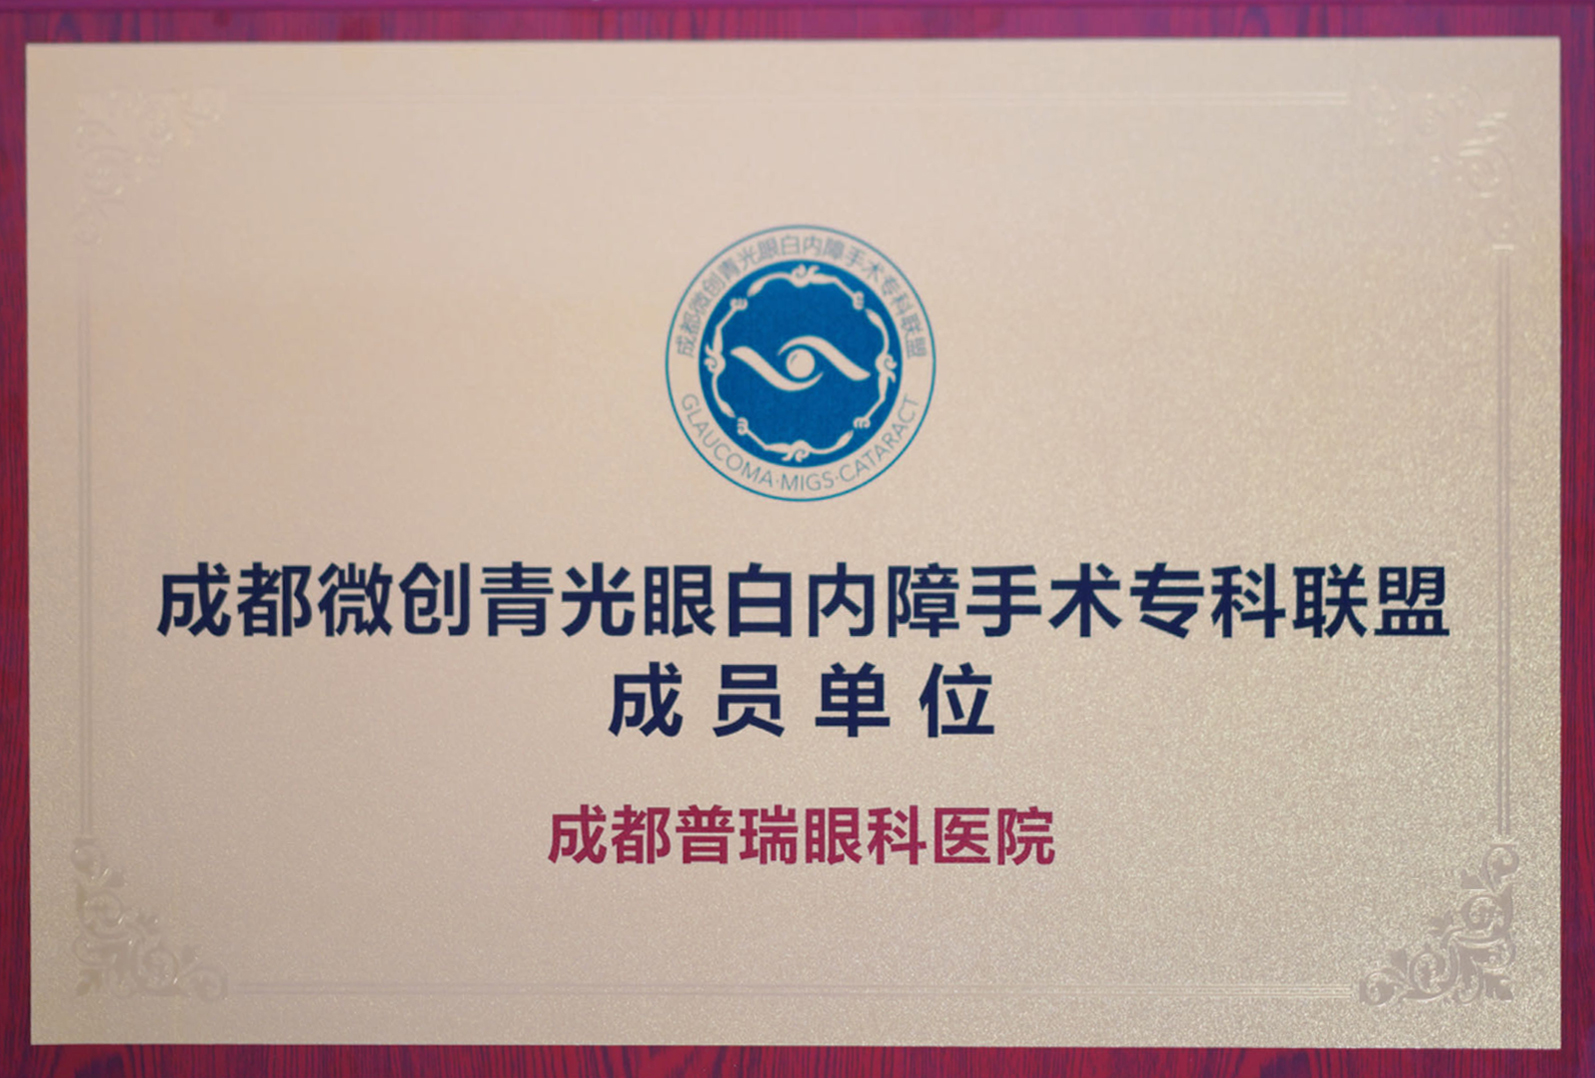 成都微创青光眼白内障手术专科联盟
GLAUCOMA·MIGS·CATARACT
成都微创青光眼白内障手术专科联盟
成员单位
成都普瑞眼科医院